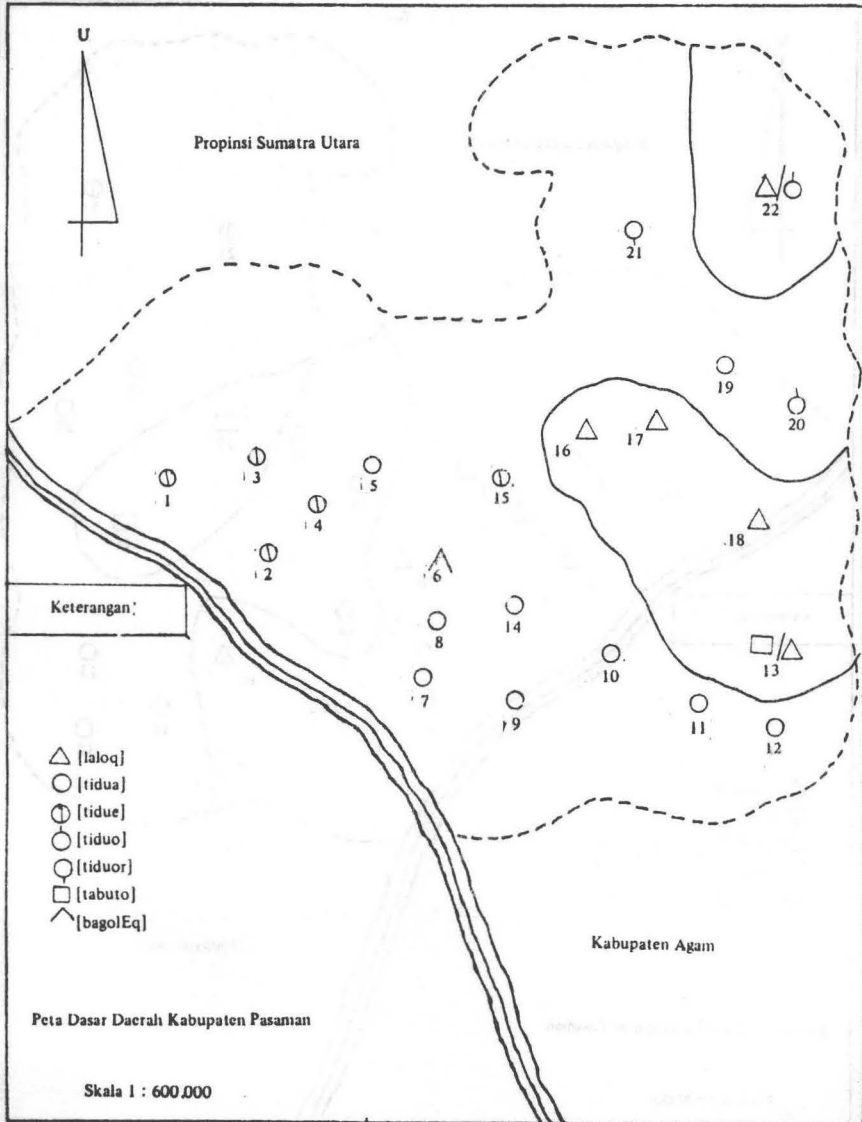 U
Propinsi Sumatra Utara
22
21
19
20
16
17
1
3
5
4
15
2
18
6
Keterangan:
14
8
10
13
7
9
11
12
[laloq]
[tidua]
[tidue]
[tiduo]
[tiduor]
[tabuto]
[bagolEq]
Kabupaten Agam
Peta Dasar Daerah Kabupaten Pasaman
Skala 1 : 600.000